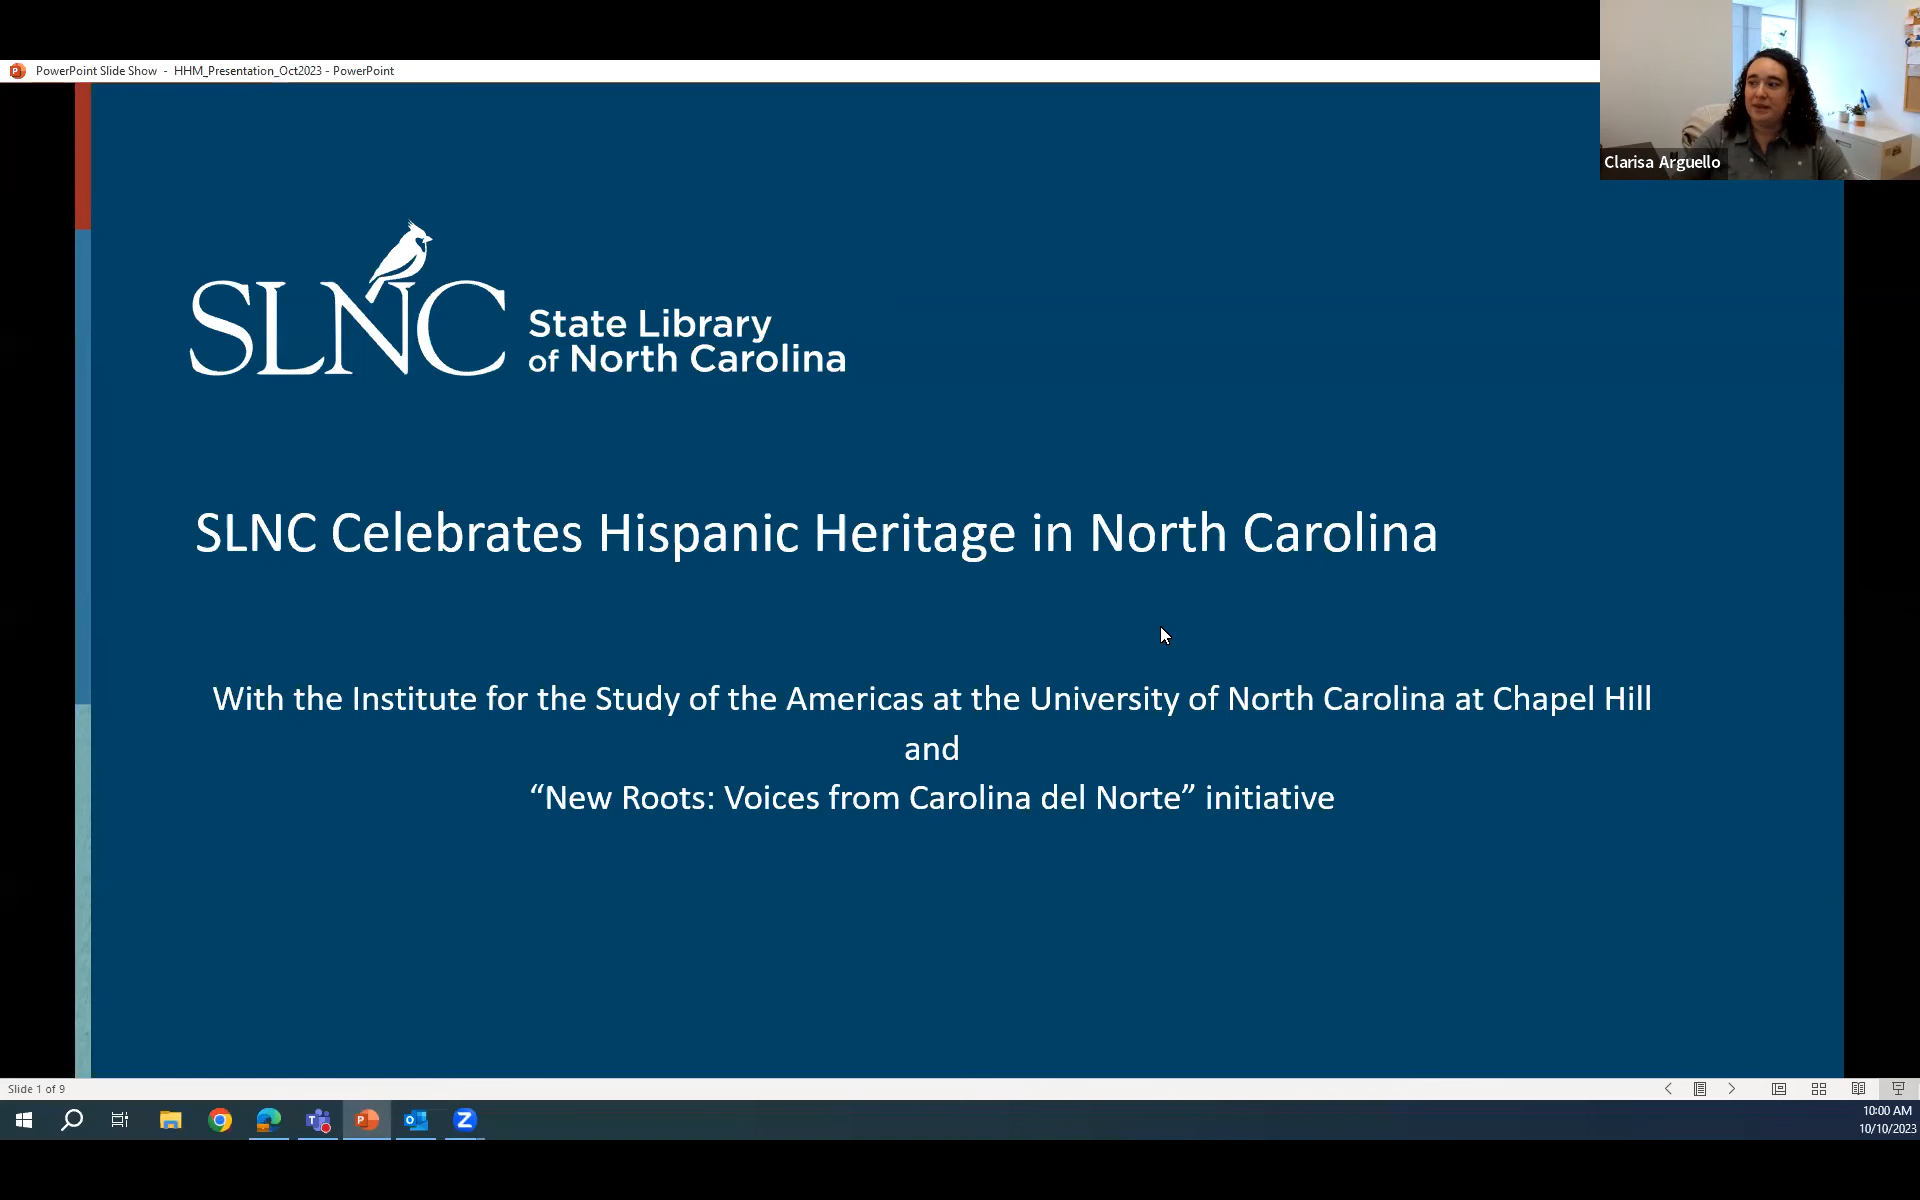 PowerPoint Slide Show - HHM_Presentation_Oct2023 - PowerPoint
Clarisa Arguello
SLNC State Library
of North Carolina
SLNC Celebrates Hispanic Heritage in North Carolina
With the Institute for the Study of the Americas at the University of North Carolina at Chapel Hill
and
“New Roots: Voices from Carolina del Norte” initiative
Slide 1 of 9
10:00 AM
10/10/2023